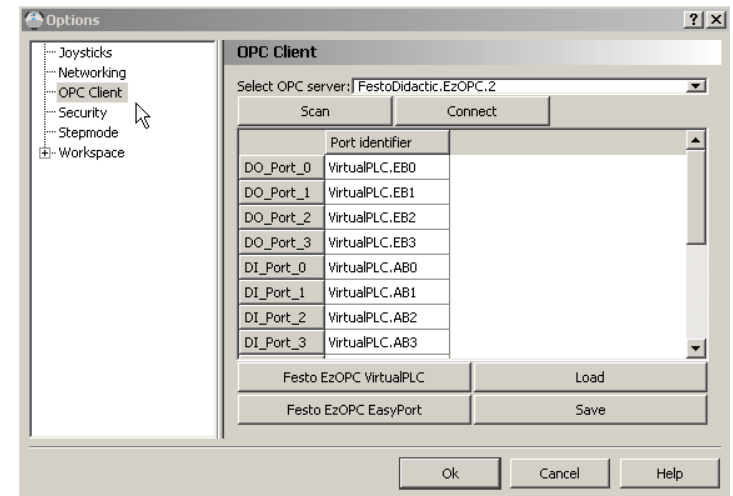 Options
Joysticks
Networking
OPC Client
Security
Stepmode
Workspace
OPC Client
Select OPC server: FestoDidactic.EzOPC.2
Scan Connect
Port identifier
DO_Port_0 VirtualPLC.EB0
DO_Port_1 VirtualPLC.EB1
DO_Port_2 VirtualPLC.EB2
DO_Port_3 VirtualPLC.EB3
DI_Port_0 VirtualPLC.AB0
DI_Port_1 VirtualPLC.AB1
DI_Port_2 VirtualPLC.AB2
DI_Port_3 VirtualPLC.AB3
Festo EzOPC VirtualPLC Load
Festo EzOPC EasyPort Save
Ok Cancel Help